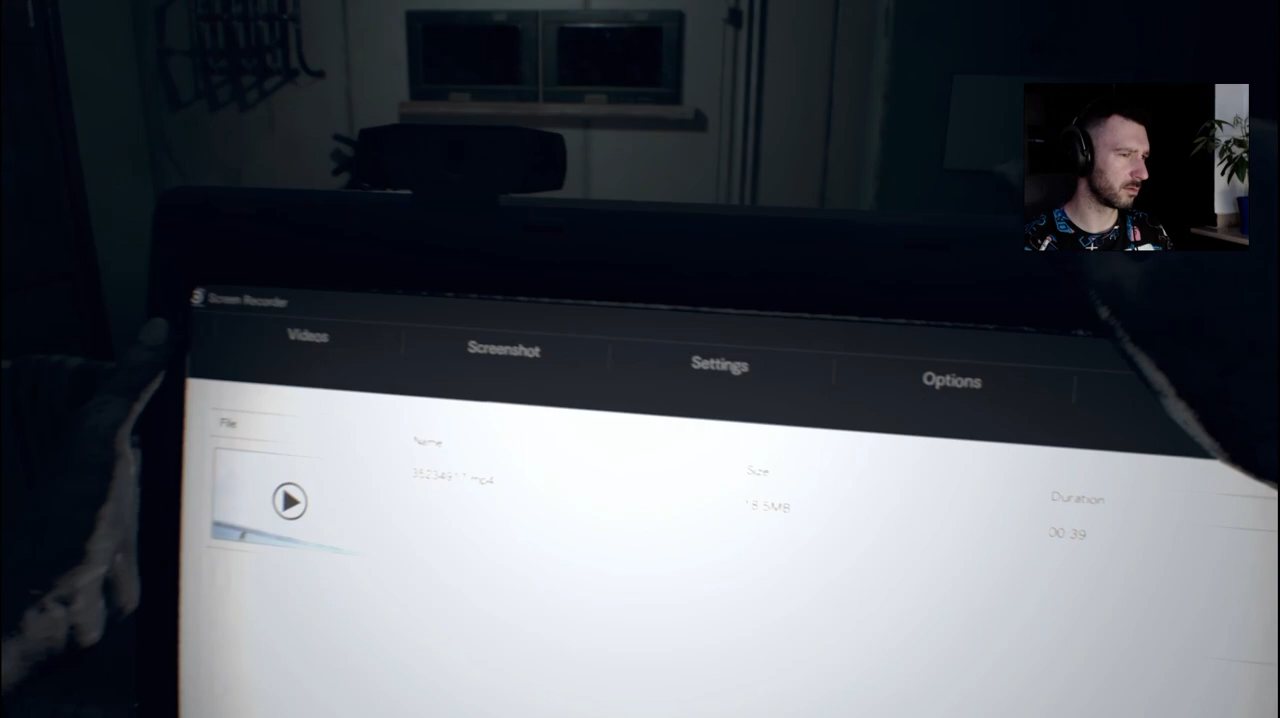 Screen Recorder
Videos
Screenshot
Settings
Options
File
Name
Size
Duration
00:39